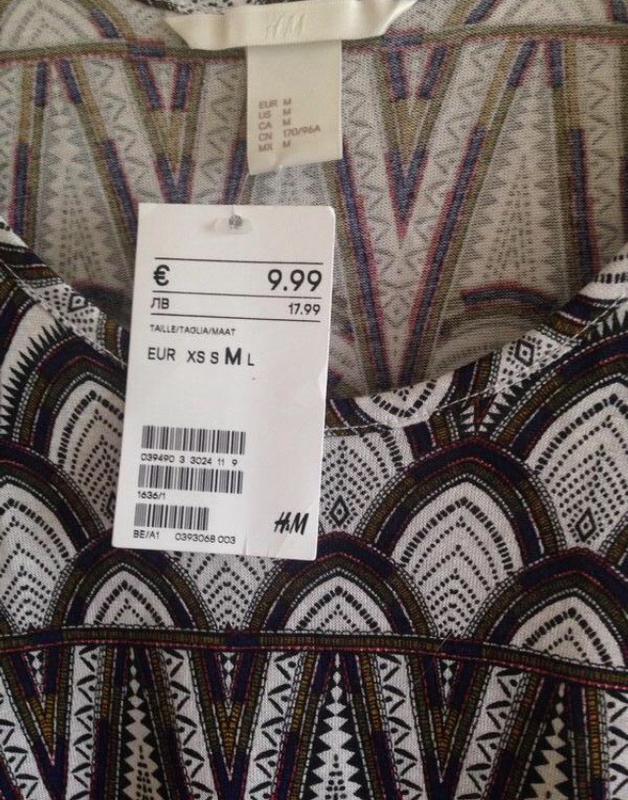 H&M
EUR M
US M
CA M
CN 170/96A
MX M
€ 9.99
ЛВ 17.99
TAILLE/TAGLIA/MAAT
EUR XS S M L
039490 3 3024 11 9
1636/1
BE/A1 0393068 003
H&M